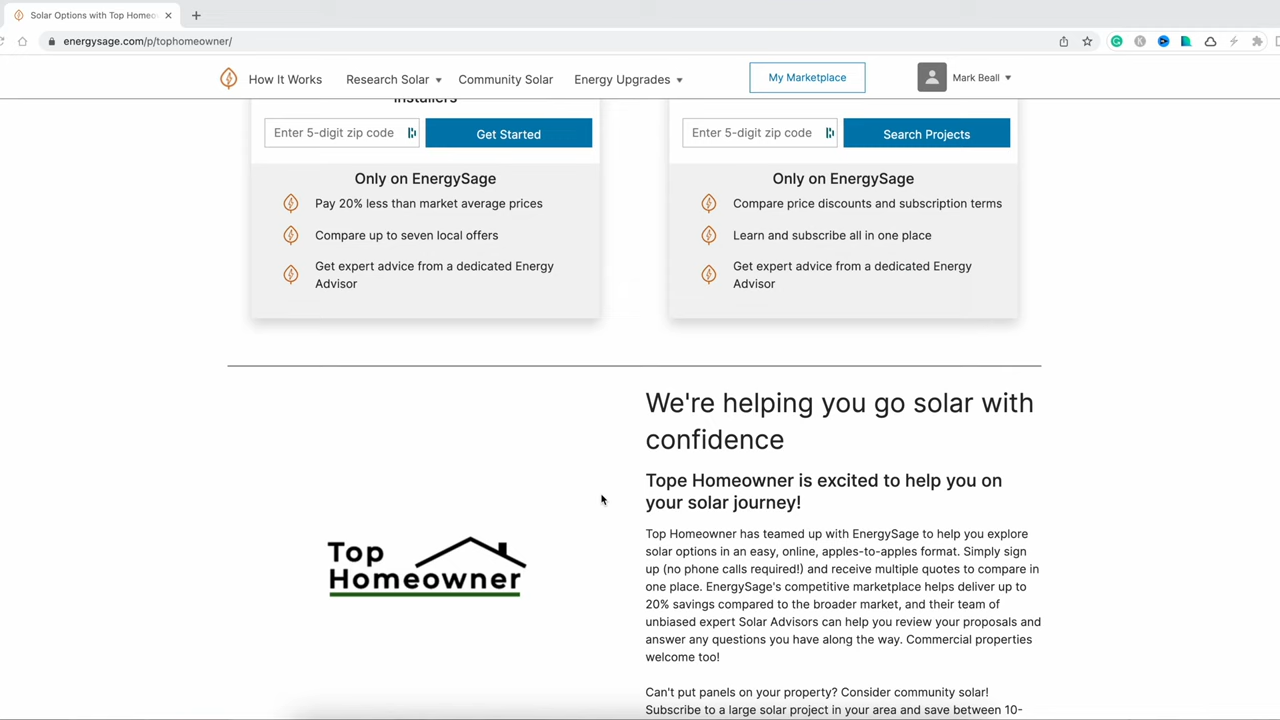 Solar Options with Top Homeo
energysage.com/p/tophomeowner/
How It Works
Research Solar
Community Solar
Energy Upgrades
My Marketplace
Mark Beall
installers
Enter 5-digit zip code
Get Started
Only on EnergySage
Pay 20% less than market average prices
Compare up to seven local offers
Get expert advice from a dedicated Energy
Advisor
Enter 5-digit zip code
Search Projects
Only on EnergySage
Compare price discounts and subscription terms
Learn and subscribe all in one place
Get expert advice from a dedicated Energy
Advisor
Top
Homeowner
We're helping you go solar with
confidence
Tope Homeowner is excited to help you on
your solar journey!
Top Homeowner has teamed up with EnergySage to help you explore
solar options in an easy, online, apples-to-apples format. Simply sign
up (no phone calls required!) and receive multiple quotes to compare in
one place. EnergySage's competitive marketplace helps deliver up to
20% savings compared to the broader market, and their team of
unbiased expert Solar Advisors can help you review your proposals and
answer any questions you have along the way. Commercial properties
welcome too!
Can't put panels on your property? Consider community solar!
Subscribe to a large solar project in your area and save between 10-